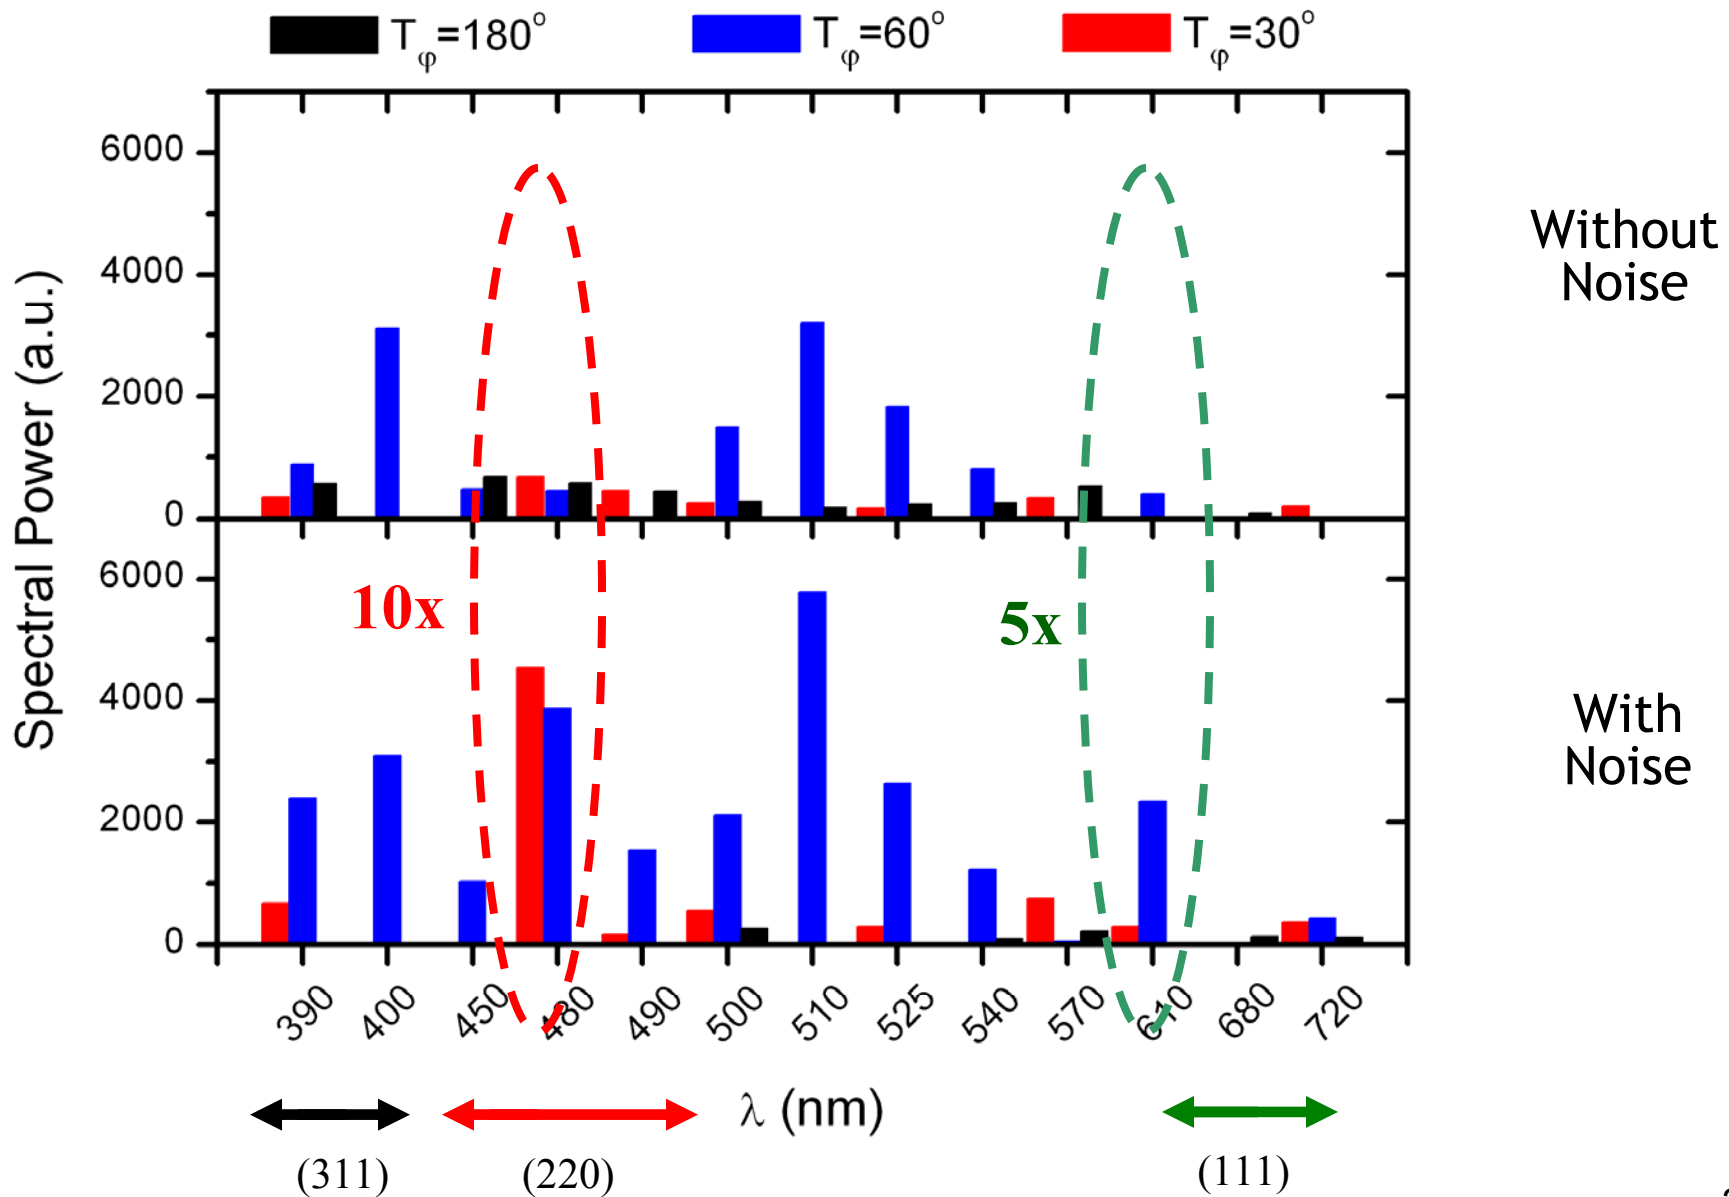 Tφ=180° Tφ=60° Tφ=30°
6000
4000
2000
0
Without
Noise
Spectral Power (a.u.)
6000
4000
2000
0
10x
5x
With
Noise
390 400 450 480 490 500 510 525 540 570 610 680 720
λ (nm)
(311) (220) (111)